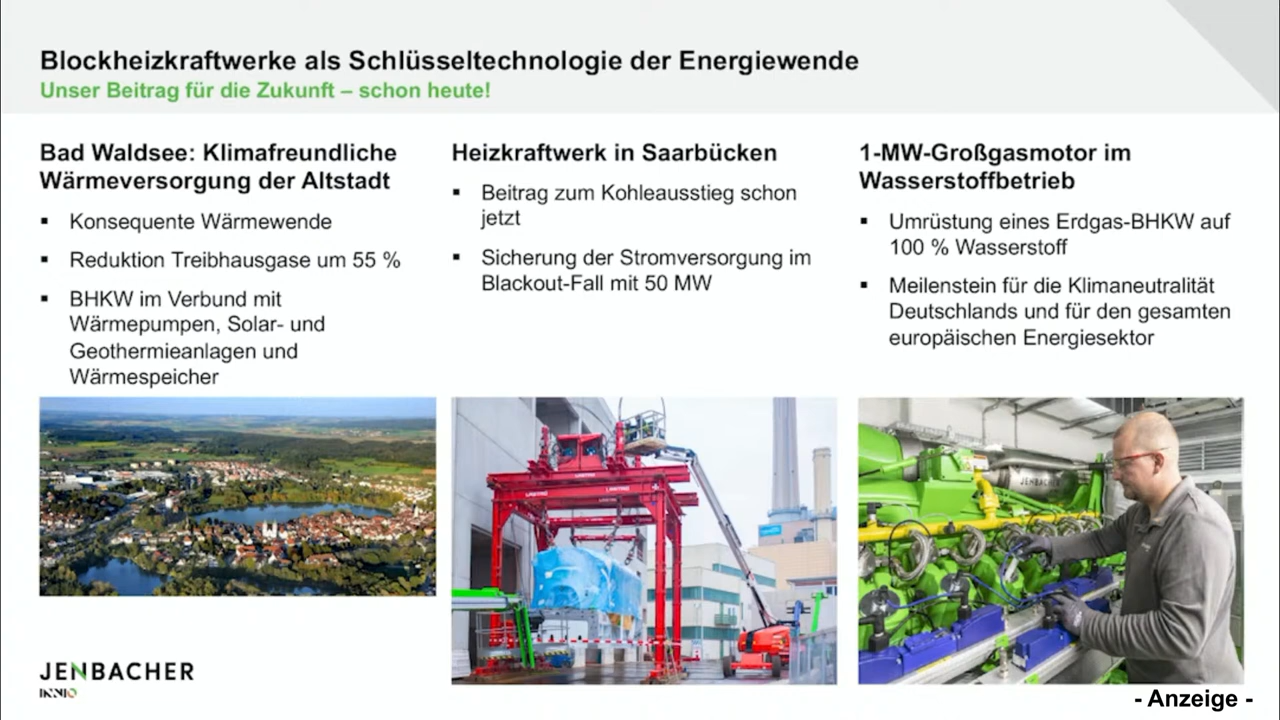 Blockheizkraftwerke als Schlüsseltechnologie der Energiewende
Unser Beitrag für die Zukunft – schon heute!
Bad Waldsee: Klimafreundliche
Wärmeversorgung der Altstadt
▪ Konsequente Wärmewende
▪ Reduktion Treibhausgase um 55 %
▪ BHKW im Verbund mit
Wärmepumpen, Solar- und
Geothermieanlagen und
Wärmespeicher
Heizkraftwerk in Saarbücken
▪ Beitrag zum Kohleausstieg schon
jetzt
▪ Sicherung der Stromversorgung im
Blackout-Fall mit 50 MW
1-MW-Großgasmotor im
Wasserstoffbetrieb
▪ Umrüstung eines Erdgas-BHKW auf
100 % Wasserstoff
▪ Meilenstein für die Klimaneutralität
Deutschlands und für den gesamten
europäischen Energiesektor
JENBACHER
JENBACHER
INNIO
- Anzeige -